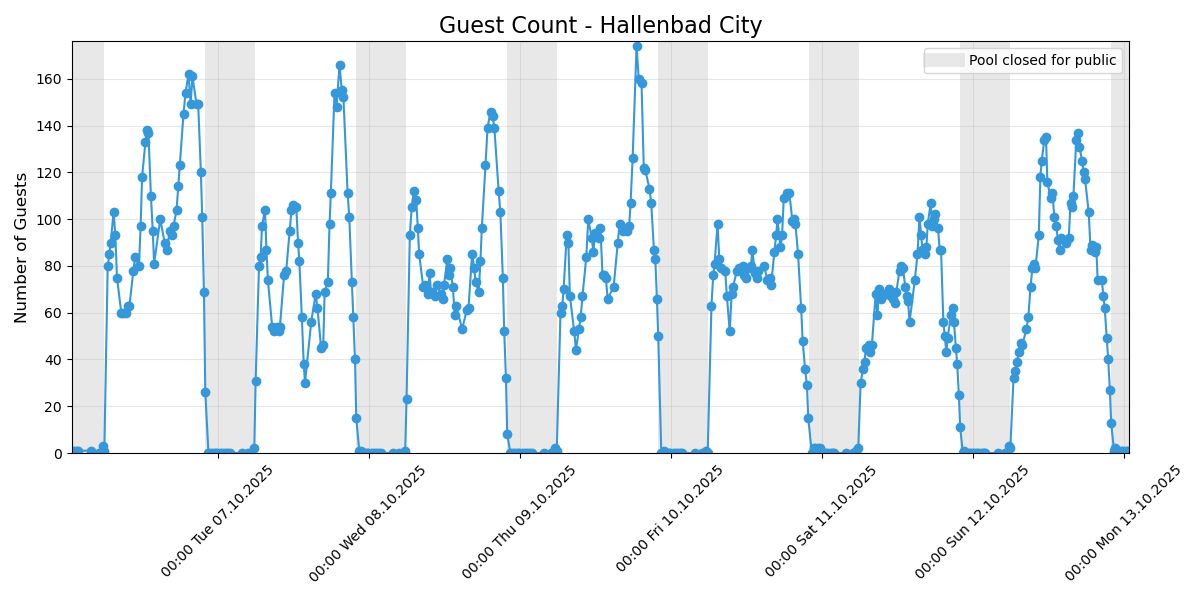 Guest Count - Hallenbad City
Pool closed for public
Number of Guests
160
140
120
100
80
60
40
20
0
00:00 Tue 07.10.2025
00:00 Wed 08.10.2025
00:00 Thu 09.10.2025
00:00 Fri 10.10.2025
00:00 Sat 11.10.2025
00:00 Sun 12.10.2025
00:00 Mon 13.10.2025